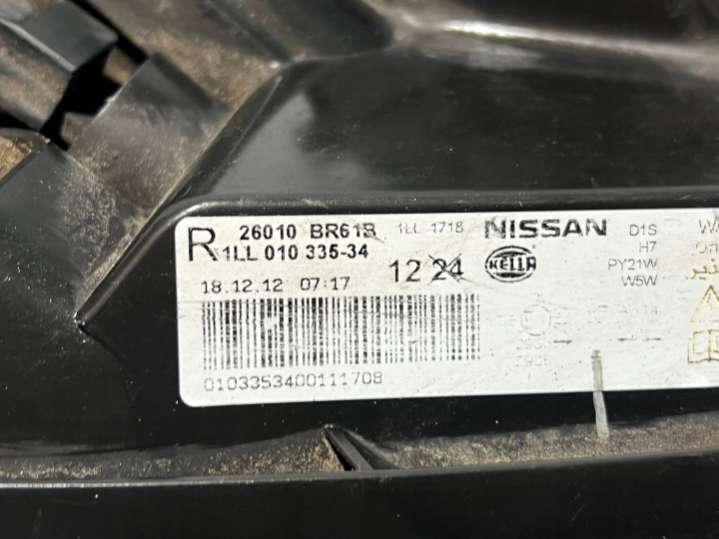 R 26010 BR61B 1LL 1718 NISSAN D1S
1LL 010 335-34 H7
12 24 HELLA PY21W
18.12.12 07:17 W5W
0103353400111708